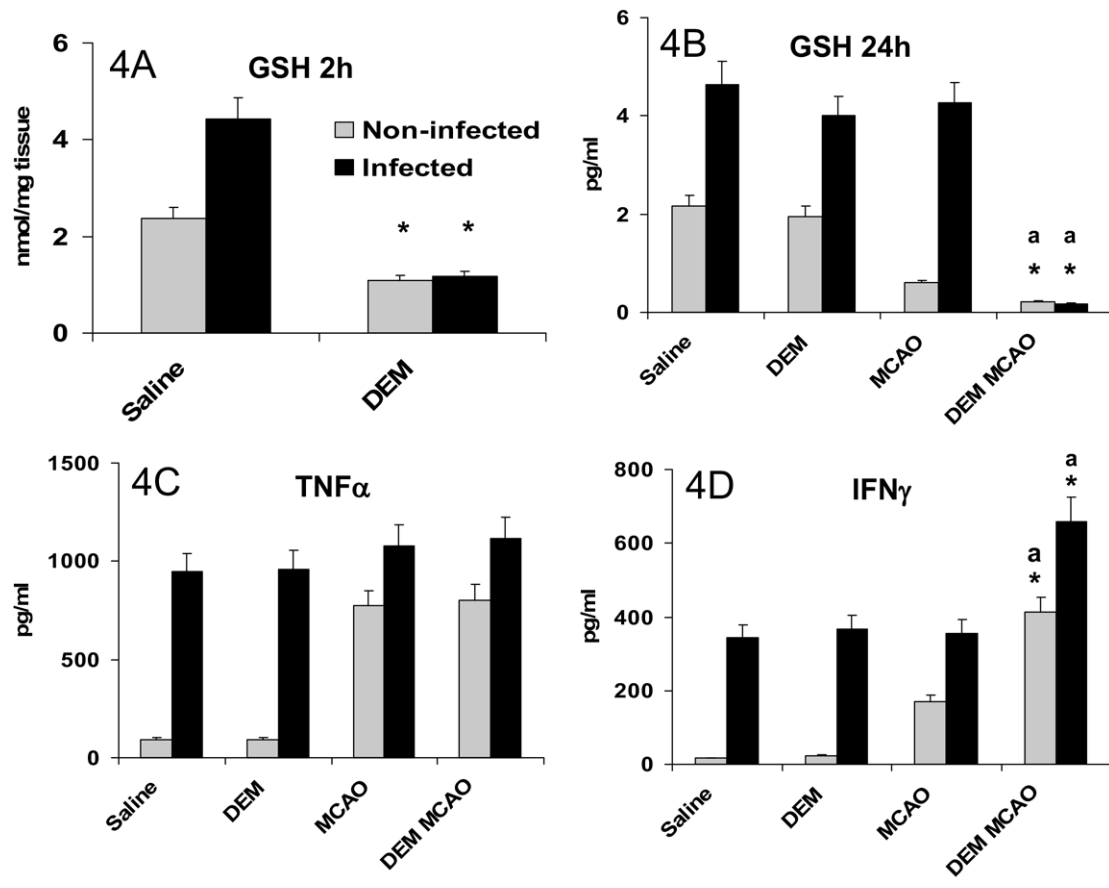 4A
GSH 2h
Non-infected
Infected
nmol/mg tissue
6
4
2
0
*
*
Saline
DEM
4B
GSH 24h
pg/ml
6
4
2
0
a
a
*
*
Saline
DEM
MCAO
DEM MCAO
4C
TNFα
pg/ml
1500
1000
500
0
Saline
DEM
MCAO
DEM MCAO
4D
IFNγ
pg/ml
800
600
400
200
0
a
*
a
*
Saline
DEM
MCAO
DEM MCAO